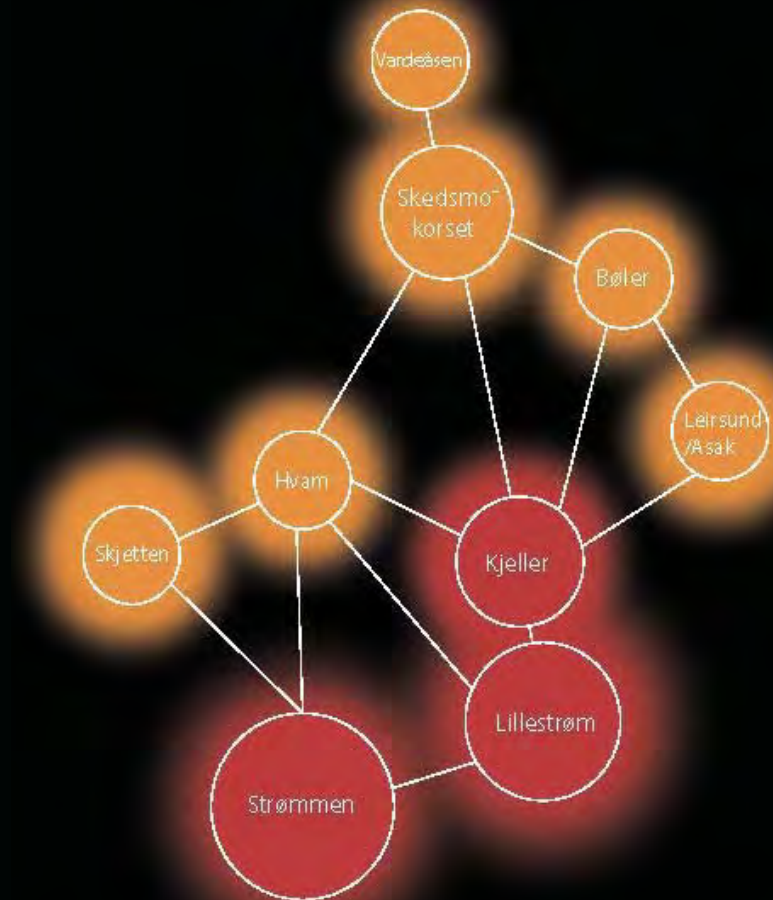 Vardeåsen
Skedsmo-
korset
Bøler
Leirsund
/Asak
Hvam
Skjetten
Kjeller
Lillestrøm
Strømmen